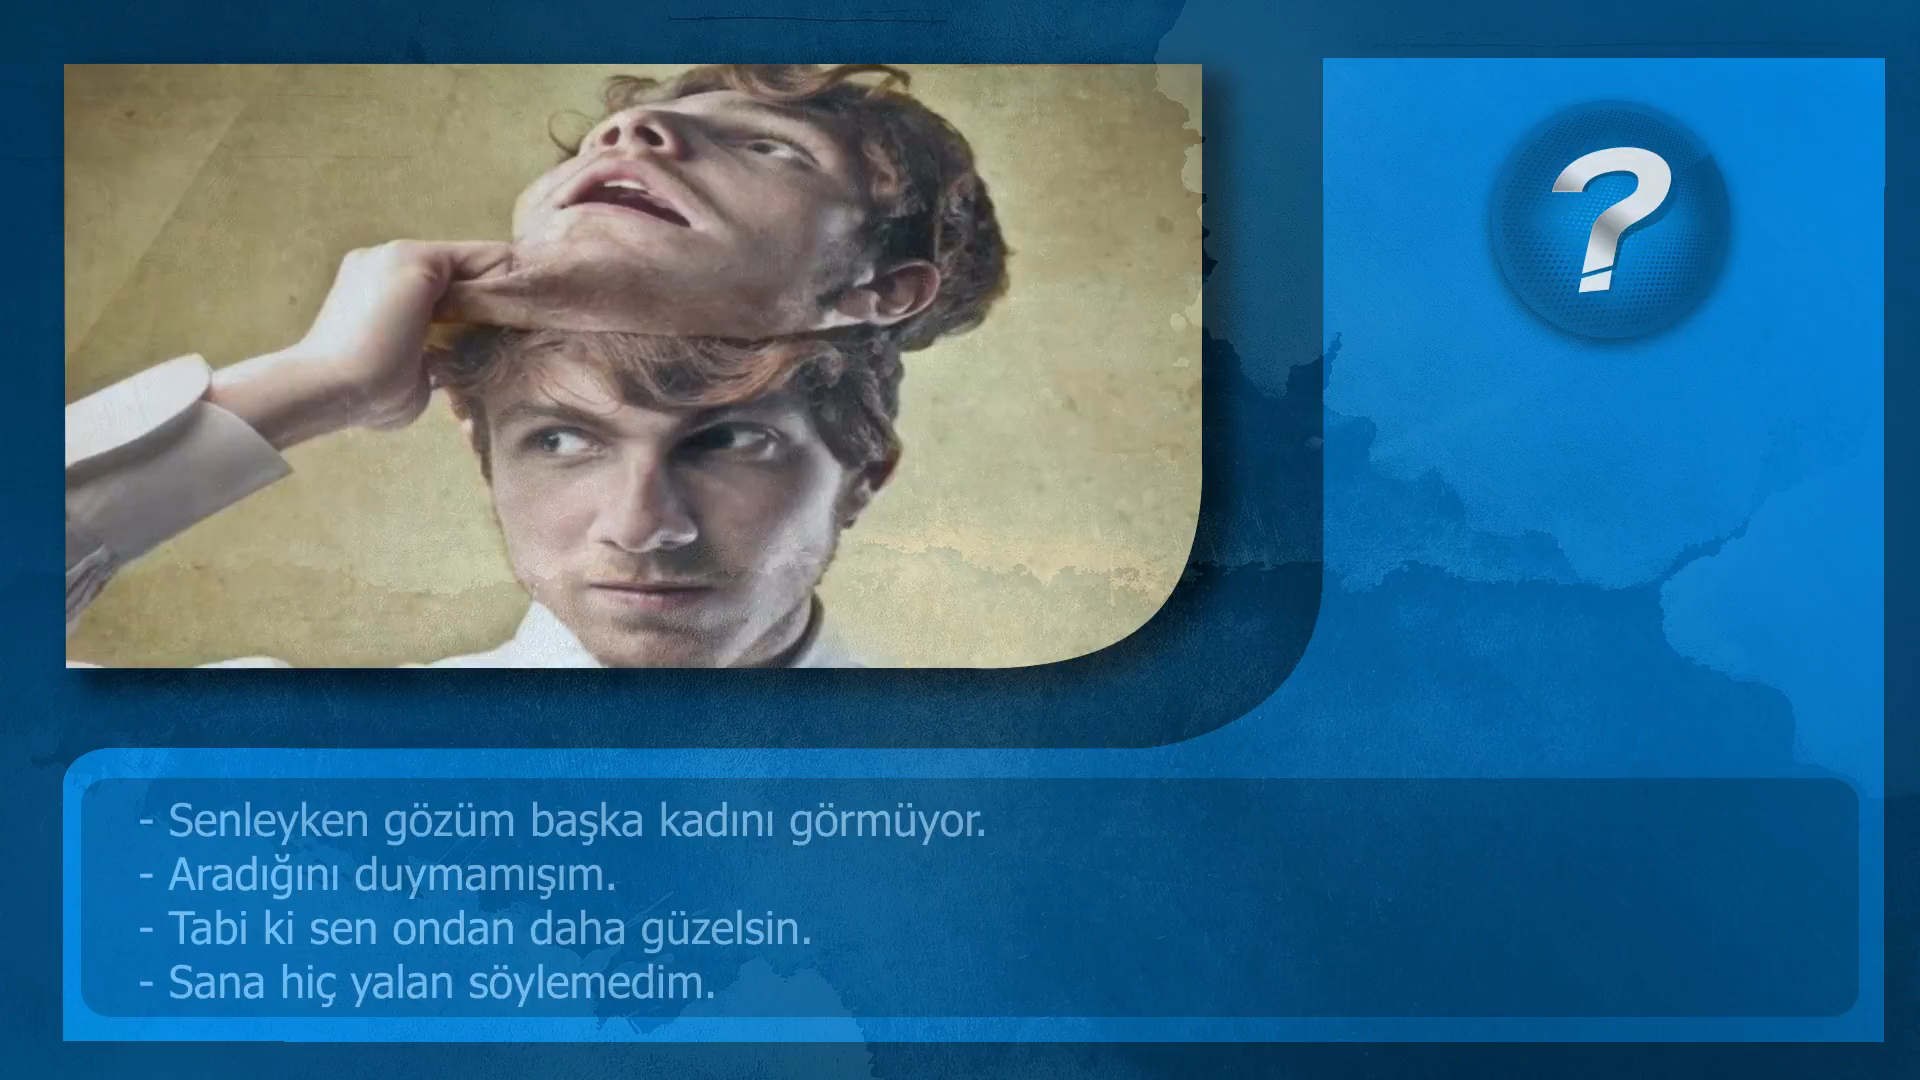 ?
- Senleyken gözüm başka kadını görmüyor.
- Aradığını duymamışım.
- Tabi ki sen ondan daha güzelsin.
- Sana hiç yalan söylemedim.